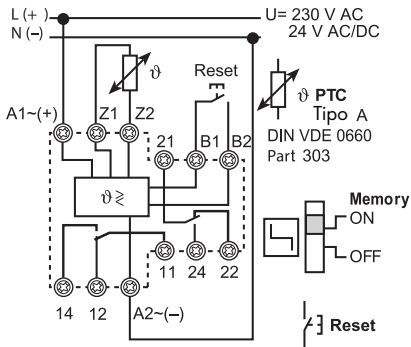 L (+)
U= 230 V AC
N (–)
24 V AC/DC
ϑ
Reset
ϑ PTC
Tipo A
DIN VDE 0660
Part 303
A1~(+)
Z1
Z2
21
B1
B2
ϑ ≷
Memory
ON
OFF
11
24
22
14
12
A2~(–)
Reset